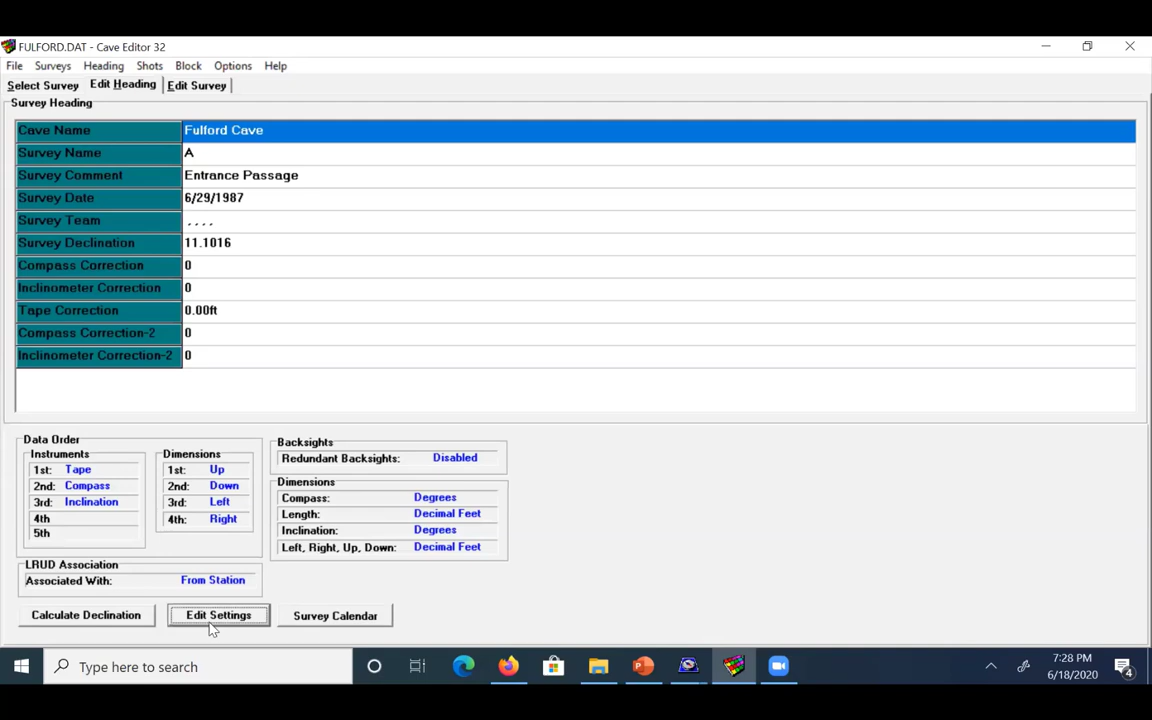 FULFORD.DAT - Cave Editor 32
File Surveys Heading Shots Block Options Help
Select Survey Edit Heading Edit Survey
Survey Heading
Cave Name Fulford Cave
Survey Name A
Survey Comment Entrance Passage
Survey Date 6/29/1987
Survey Team , , , ,
Survey Declination 11.1016
Compass Correction 0
Inclinometer Correction 0
Tape Correction 0.00ft
Compass Correction-2 0
Inclinometer Correction-2 0
Data Order
Instruments
1st: Tape
2nd: Compass
3rd: Inclination
4th
5th
Dimensions
1st: Up
2nd: Down
3rd: Left
4th: Right
Backsights
Redundant Backsights: Disabled
Dimensions
Compass: Degrees
Length: Decimal Feet
Inclination: Degrees
Left, Right, Up, Down: Decimal Feet
LRUD Association
Associated With: From Station
Calculate Declination Edit Settings Survey Calendar
Type here to search
7:28 PM
6/18/2020
4